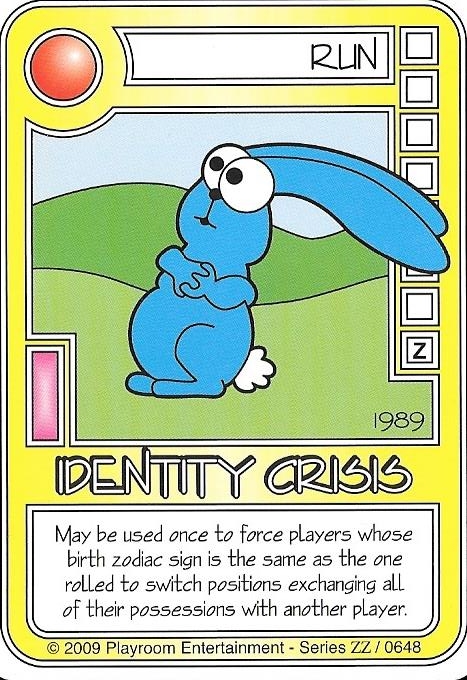 RUN
Z
1989
IDENTITY CRISIS
May be used once to force players whose
birth zodiac sign is the same as the one
rolled to switch positions exchanging all
of their possessions with another player.
© 2009 Playroom Entertainment - Series ZZ / 0648